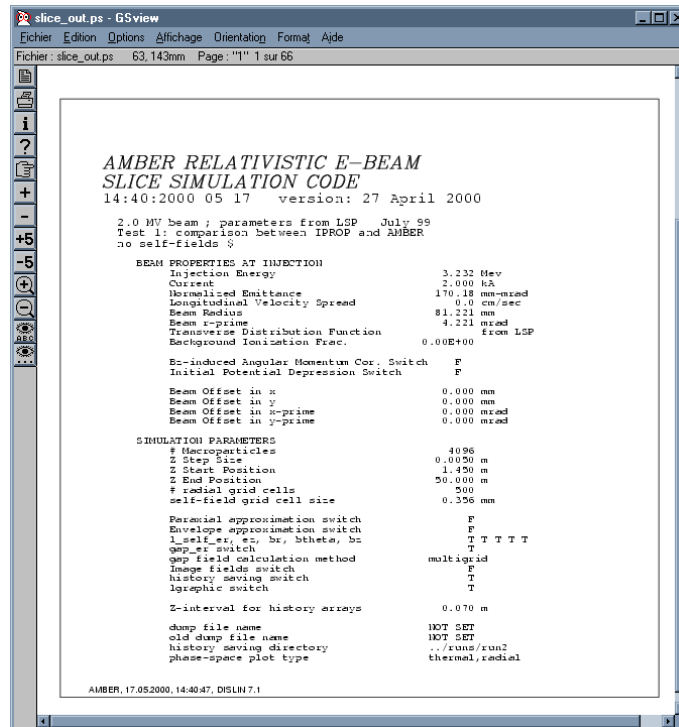 slice_out.ps - GSview
Fichier Edition Options Affichage Orientation Format Ajde
Fichier : slice_out.ps 63, 143mm Page : "1" 1 sur 66
i
?
+
-
+5
-5
ABC
AMBER RELATIVISTIC E-BEAM
SLICE SIMULATION CODE
14:40:2000 05 17 version: 27 April 2000
2.0 MV beam ; parameters from LSP July 99
Test 1: comparison between IPROP and AMBER
no self-fields $
BEAM PROPERTIES AT INJECTION
Injection Energy 3.232 Mev
Current 2.000 kA
Normalized Emittance 170.18 mm-mrad
Longitudinal Velocity Spread 0.0 cm/sec
Beam Radius 81.221 mm
Beam r-prime 4.221 mrad
Transverse Distribution Function from LSP
Background Ionization Frac. 0.00E+00
Bz-induced Angular Momentum Cor. Switch F
Initial Potential Depression Switch F
Beam Offset in x 0.000 mm
Beam Offset in y 0.000 mm
Beam Offset in x-prime 0.000 mrad
Beam Offset in y-prime 0.000 mrad
SIMULATION PARAMETERS
# Macroparticles 4096
Z Step Size 0.0050 m
Z Start Position 1.450 m
Z End Position 50.000 m
# radial grid cells 500
self-field grid cell size 0.356 mm
Paraxial approximation switch F
Envelope approximation switch F
l_self_er, ez, br, btheta, bz T T T T T
gap_er switch T
gap field calculation method multigrid
Image fields switch F
history saving switch T
lgraphic switch T
Z-interval for history arrays 0.070 m
dump file name NOT SET
old dump file name NOT SET
history saving directory ../runs/run2
phase-space plot type thermal,radial
AMBER, 17.05.2000, 14:40:47, DISLIN 7.1